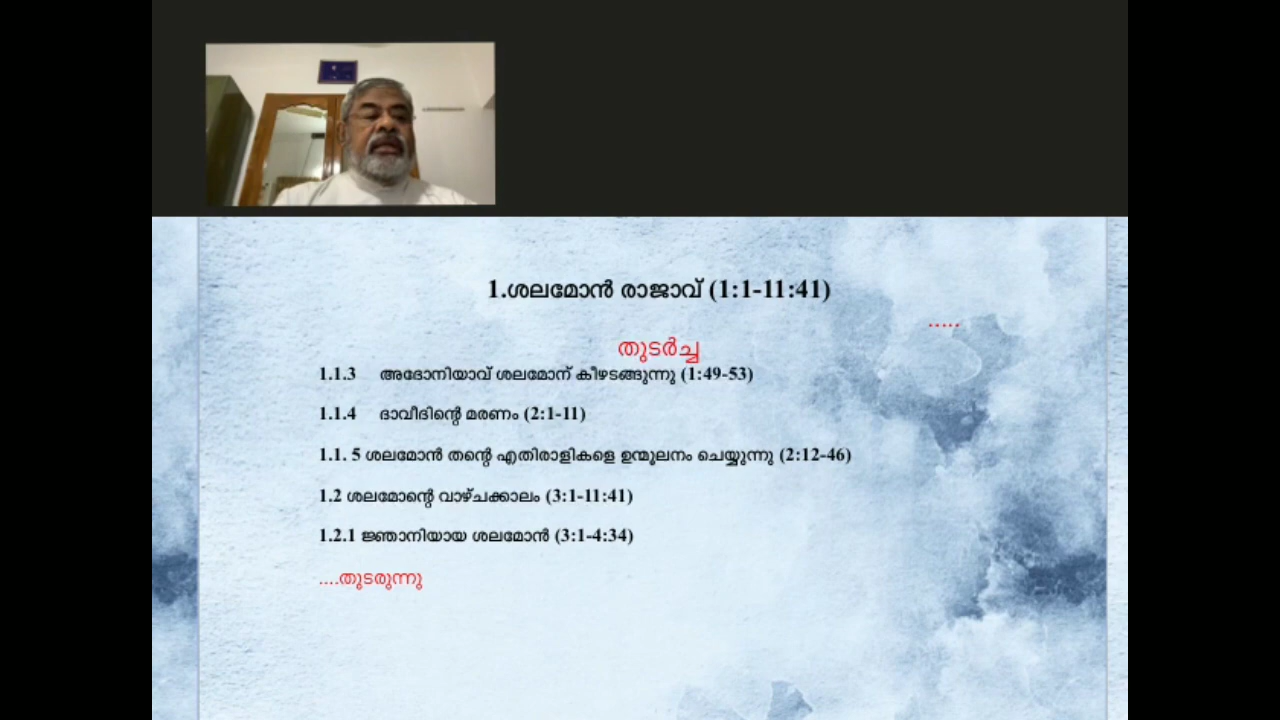 1.ശലമോൻ രാജാവ് (1:1-11:41)
.....
തുടർച്ച
1.1.3 അദോനിയാവ് ശലമോന് കീഴടങ്ങുന്നു (1:49-53)
1.1.4 ദാവീദിന്റെ മരണം (2:1-11)
1.1. 5 ശലമോൻ തന്റെ എതിരാളികളെ ഉന്മൂലനം ചെയ്യുന്നു (2:12-46)
1.2 ശലമോന്റെ വാഴ്ചക്കാലം (3:1-11:41)
1.2.1 ജ്ഞാനിയായ ശലമോൻ (3:1-4:34)
....തുടരുന്നു